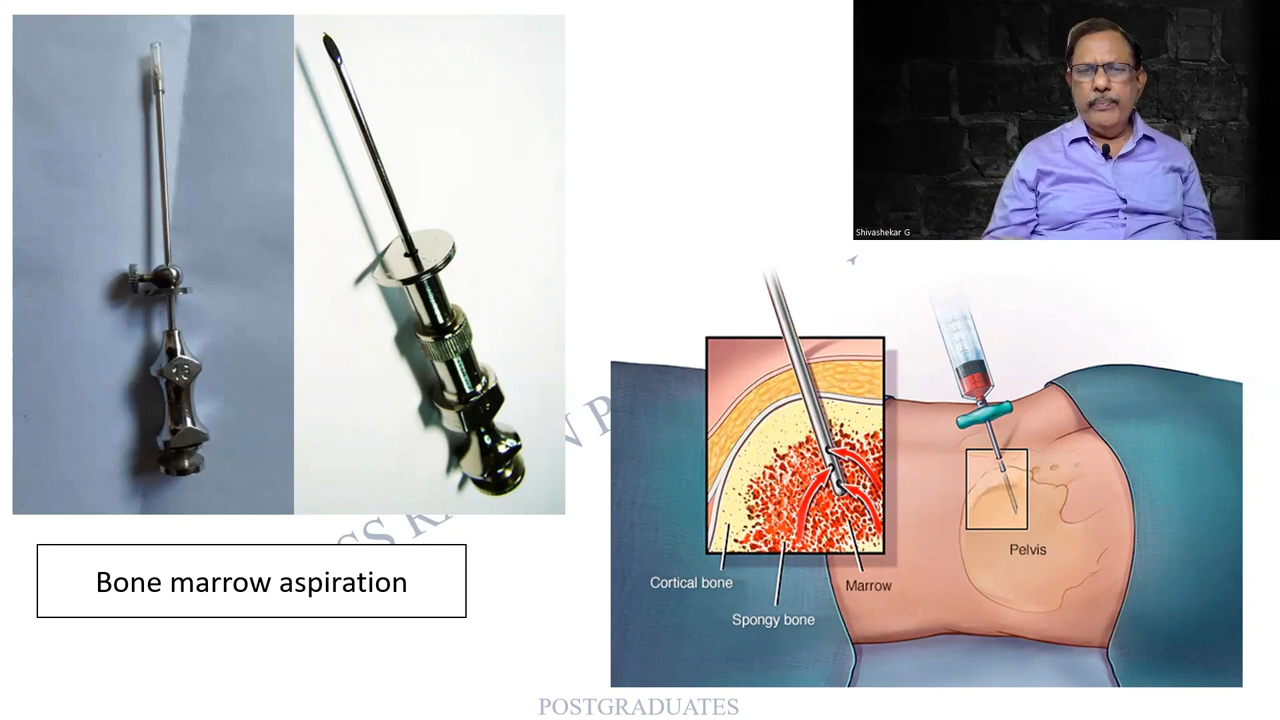 Shivashekar G
Cortical bone
Marrow
Spongy bone
Pelvis
Bone marrow aspiration
POSTGRADUATES